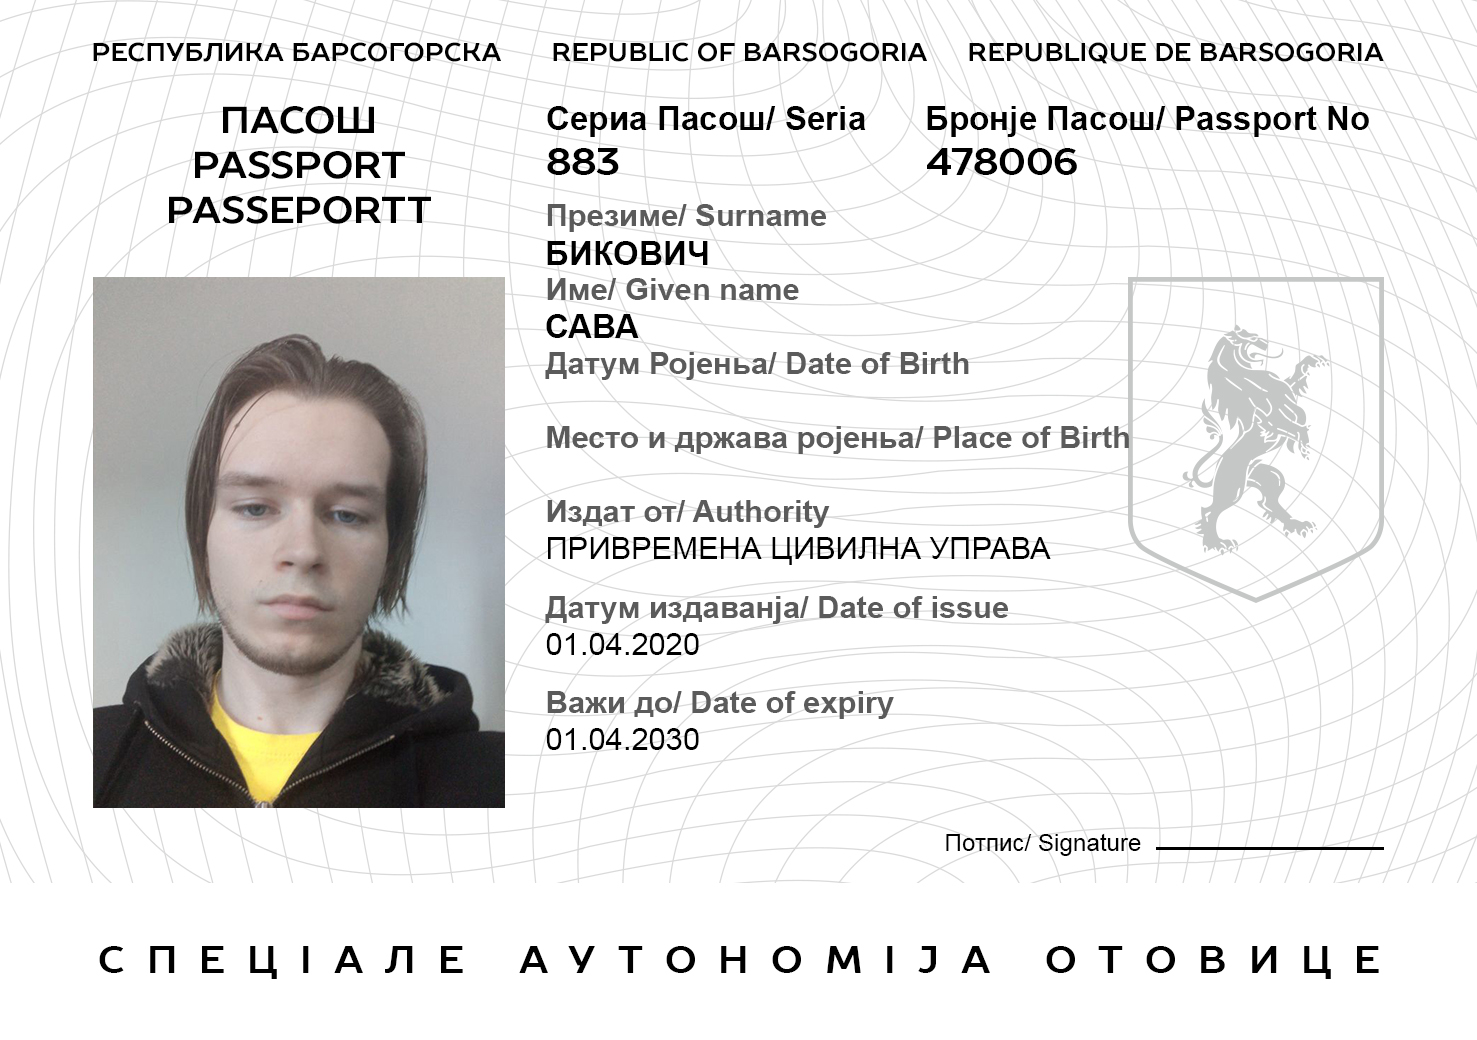 РЕСПУБЛИКА БАРСОГОРСКА REPUBLIC OF BARSOGORIA REPUBLIQUE DE BARSOGORIA
ПАСОШ
PASSPORT
PASSEPORTT
Сериа Пасош/ Seria
883
Бронје Пасош/ Passport No
478006
Презиме/ Surname
БИКОВИЧ
Име/ Given name
САВА
ДатумРојења/ Date of Birth
Место и држава ројења/ Place of Birth
Издат от/ Authority
ПРИВРЕМЕНА ЦИВИЛНА УПРАВА
Датум издаванја/ Date of issue
01.04.2020
Важи до/ Date of expiry
01.04.2030
Потпис/ Signature
СПЕЦІАЛЕ АУТОНОМІЈА ОТОВИЦЕ